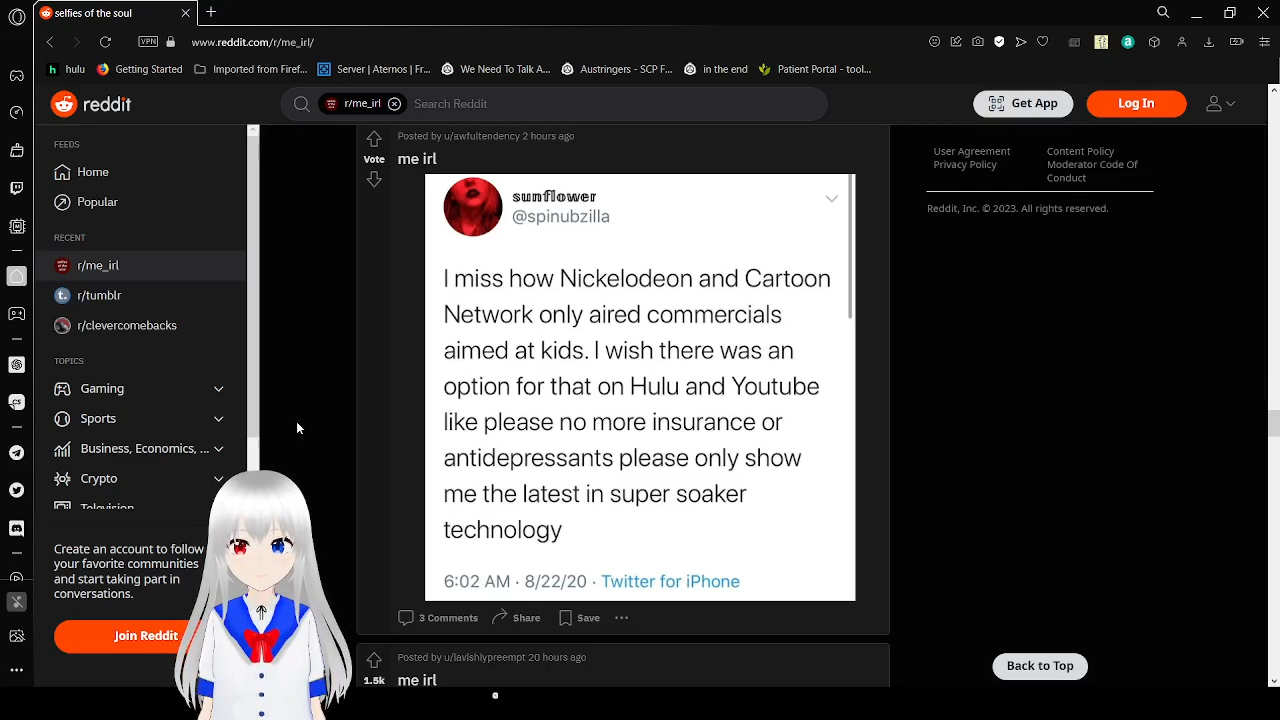 selfies of the soul
VPN
www.reddit.com/r/me_irl/
hulu
Getting Started
Imported from Firef...
Server | Aternos | Fr...
We Need To Talk A...
Austringers - SCP F...
in the end
Patient Portal - tool...
reddit
r/me_irl
Search Reddit
Get App
Log In
FEEDS
Home
Popular
RECENT
r/me_irl
r/tumblr
r/clevercomebacks
TOPICS
Gaming
Sports
Business, Economics, ...
Crypto
Television
Create an account to follow
your favorite communities
and start taking part in
conversations.
Join Reddit
Posted by u/awfultendency 2 hours ago
Vote
me irl
sunflower
@spinubzilla
I miss how Nickelodeon and Cartoon
Network only aired commercials
aimed at kids. I wish there was an
option for that on Hulu and Youtube
like please no more insurance or
antidepressants please only show
me the latest in super soaker
technology
6:02 AM · 8/22/20 · Twitter for iPhone
3 Comments
Share
Save
Posted by u/lavishlypreempt 20 hours ago
1.5k
me irl
User Agreement
Privacy Policy
Content Policy
Moderator Code Of
Conduct
Reddit, Inc. © 2023. All rights reserved.
Back to Top